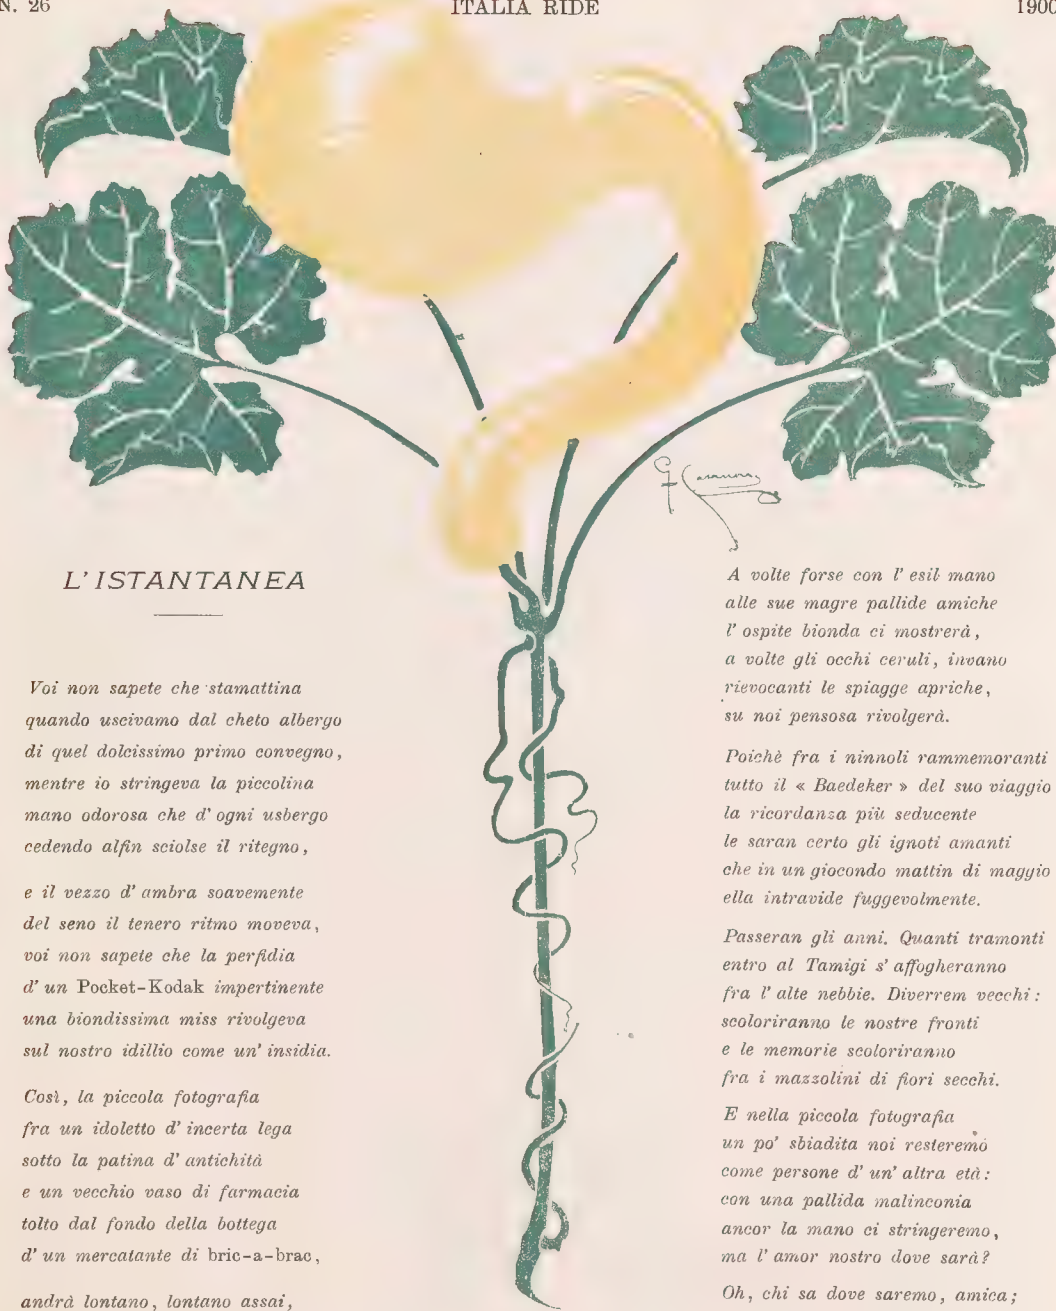 N. 26
ITALIA RIDE
1900
L'ISTANTANEA
Voi non sapete che stamattina
quando uscivamo dal cheto albergo
di quel dolcissimo primo convegno,
mentre io stringeva la piccolina
mano odorosa che d' ogni usbergo
cedendo alfin sciolse il ritegno,
e il vezzo d' ambra soavemente
del seno il tenero ritmo moveva,
voi non sapete che la perfidia
d' un Pocket-Kodak impertinente
una biondissima miss rivolgeva
sul nostro idillio come un' insidia.
Così, la piccola fotografia
fra un idoletto d' incerta lega
sotto la patina d' antichità
e un vecchio vaso di farmacia
tolto dal fondo della bottega
d' un mercatante di bric-a-brac,
andrà lontano, lontano assai,
A volte forse con l' esil mano
alle sue magre pallide amiche
l' ospite bionda ci mostrerà,
a volte gli occhi ceruli, invano
rievocanti le spiagge apriche,
su noi pensosa rivolgerà.
Poichè fra i ninnoli rammemoranti
tutto il « Baedeker » del suo viaggio
la ricordanza più seducente
le saran certo gli ignoti amanti
che in un giocondo mattin di maggio
ella intravide fuggevolmente.
Passeran gli anni. Quanti tramonti
entro al Tamigi s' affogheranno
fra l' alte nebbie. Diverrem vecchi:
scoloriranno le nostre fronti
e le memorie scoloriranno
fra i mazzolini di fiori secchi.
E nella piccola fotografia
un po' sbiadita noi resteremo
come persone d' un' altra età:
con una pallida malinconia
ancor la mano ci stringeremo,
ma l' amor nostro dove sarà?
Oh, chi sa dove saremo, amica;